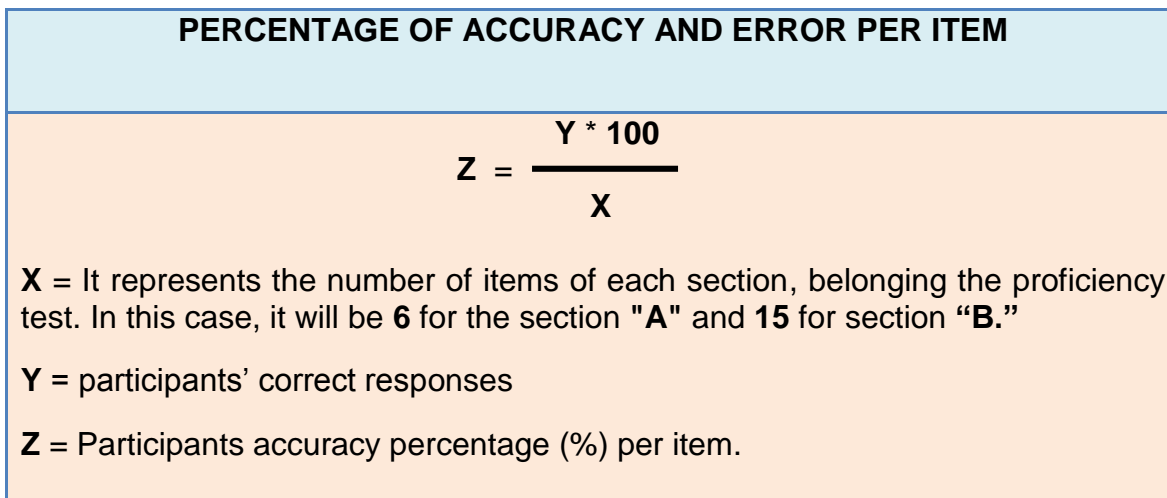 PERCENTAGE OF ACCURACY AND ERROR PER ITEM
Y * 100
Z =
X
X = It represents the number of items of each section, belonging the proficiency
test. In this case, it will be 6 for the section "A" and 15 for section “B.”
Y = participants’ correct responses
Z = Participants accuracy percentage (%) per item.